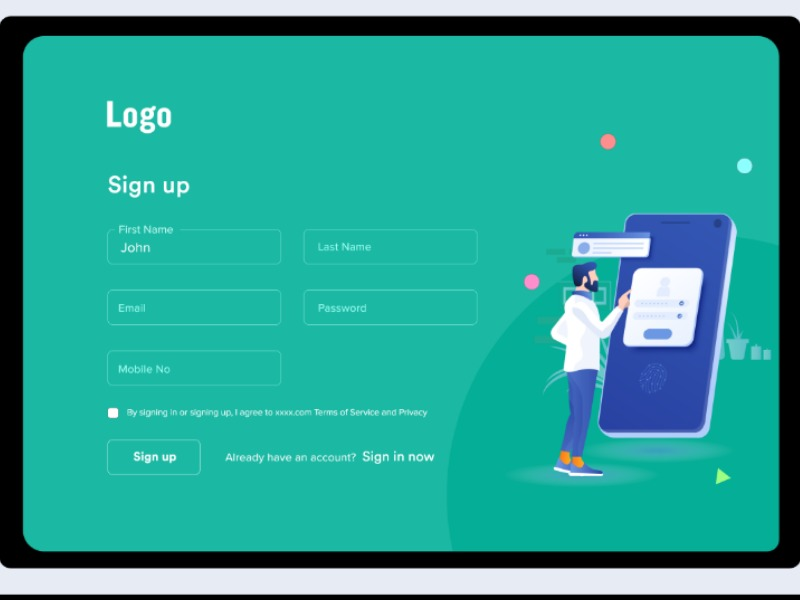 Logo
Sign up
First Name
John
Last Name
Email
Password
Mobile No
By signing in or signing up, I agree to xxxx.com Terms of Service and Privacy
Sign up
Already have an account? Sign in now